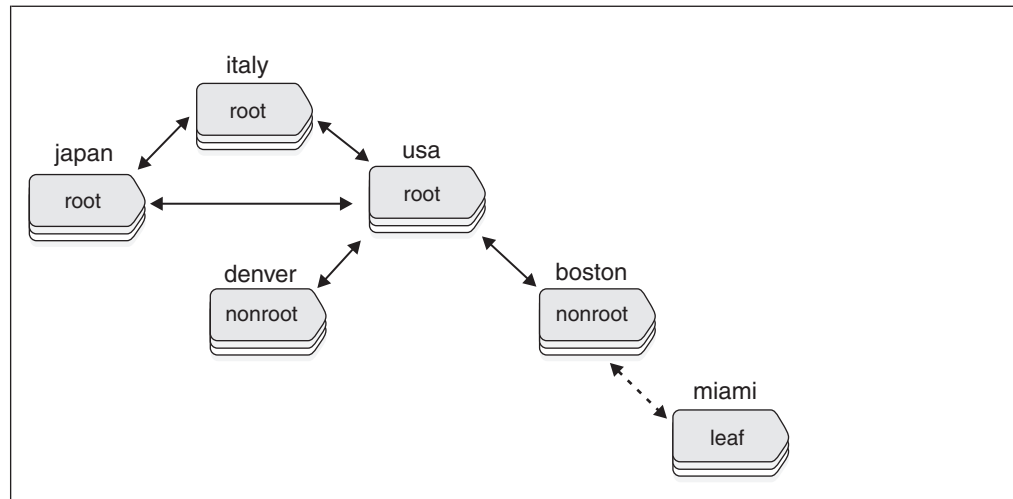 italy
root
japan
root
usa
root
denver
nonroot
boston
nonroot
miami
leaf